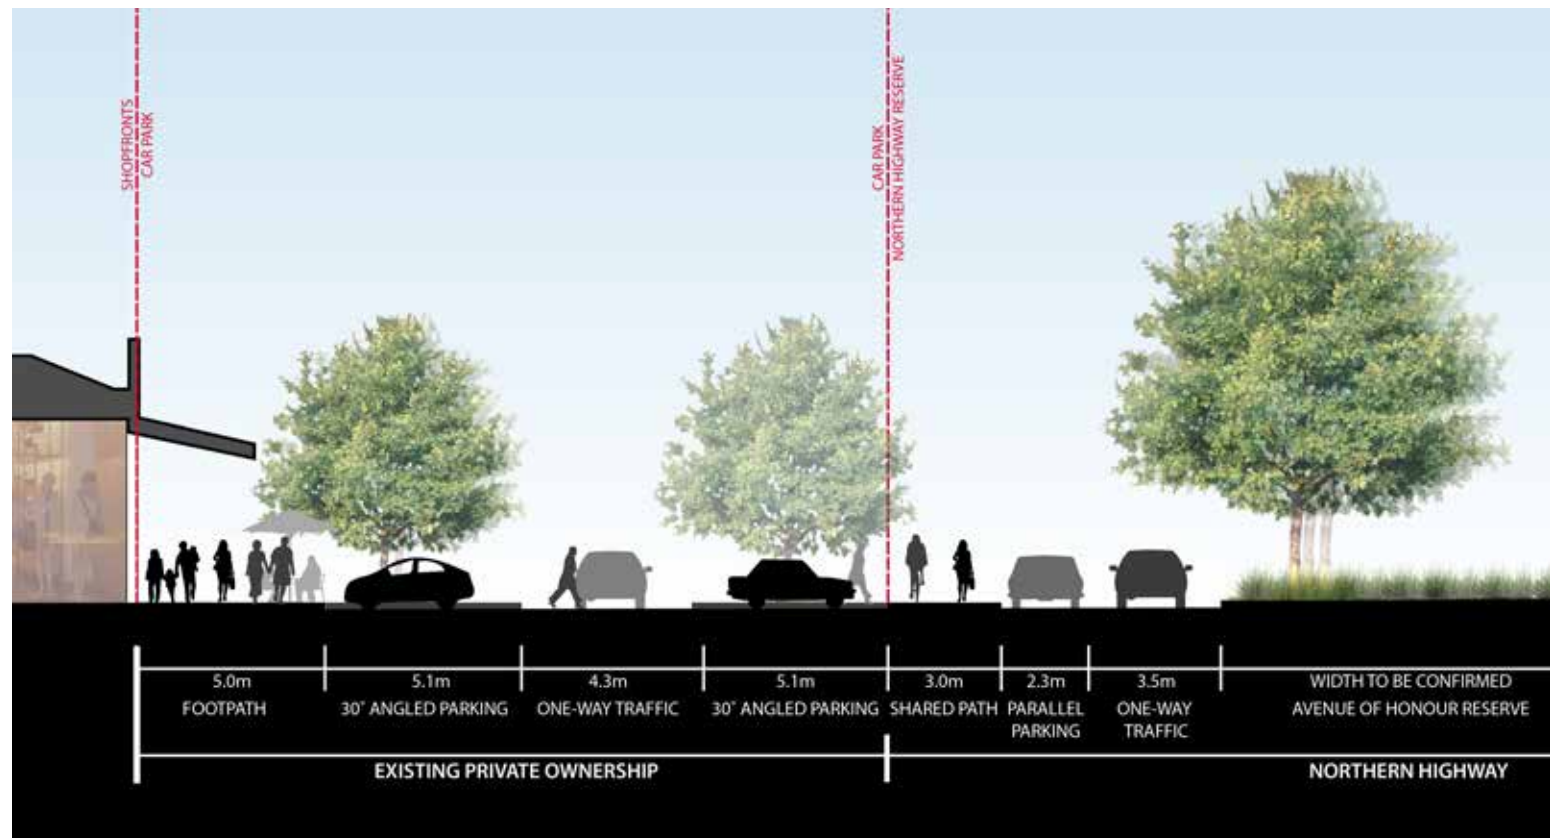 SHOPFRONTS
CAR PARK
CAR PARK
NORTHERN HIGHWAY RESERVE
5.0m
FOOTPATH
5.1m
30° ANGLED PARKING
4.3m
ONE-WAY TRAFFIC
5.1m
30° ANGLED PARKING
3.0m
SHARED PATH
2.3m
PARALLEL
PARKING
3.5m
ONE-WAY
TRAFFIC
WIDTH TO BE CONFIRMED
AVENUE OF HONOUR RESERVE
EXISTING PRIVATE OWNERSHIP
NORTHERN HIGHWAY